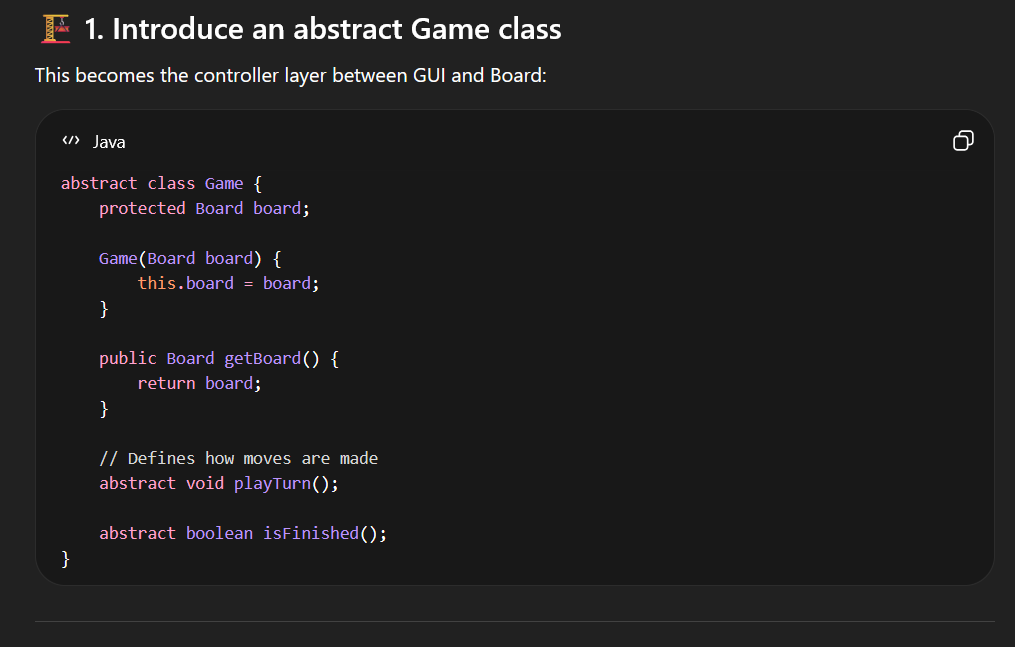 🏗️ 1. Introduce an abstract Game class
This becomes the controller layer between GUI and Board:
</> Java
abstract class Game {
    protected Board board;
    Game(Board board) {
        this.board = board;
    }
    public Board getBoard() {
        return board;
    }
    // Defines how moves are made
    abstract void playTurn();
    abstract boolean isFinished();
}